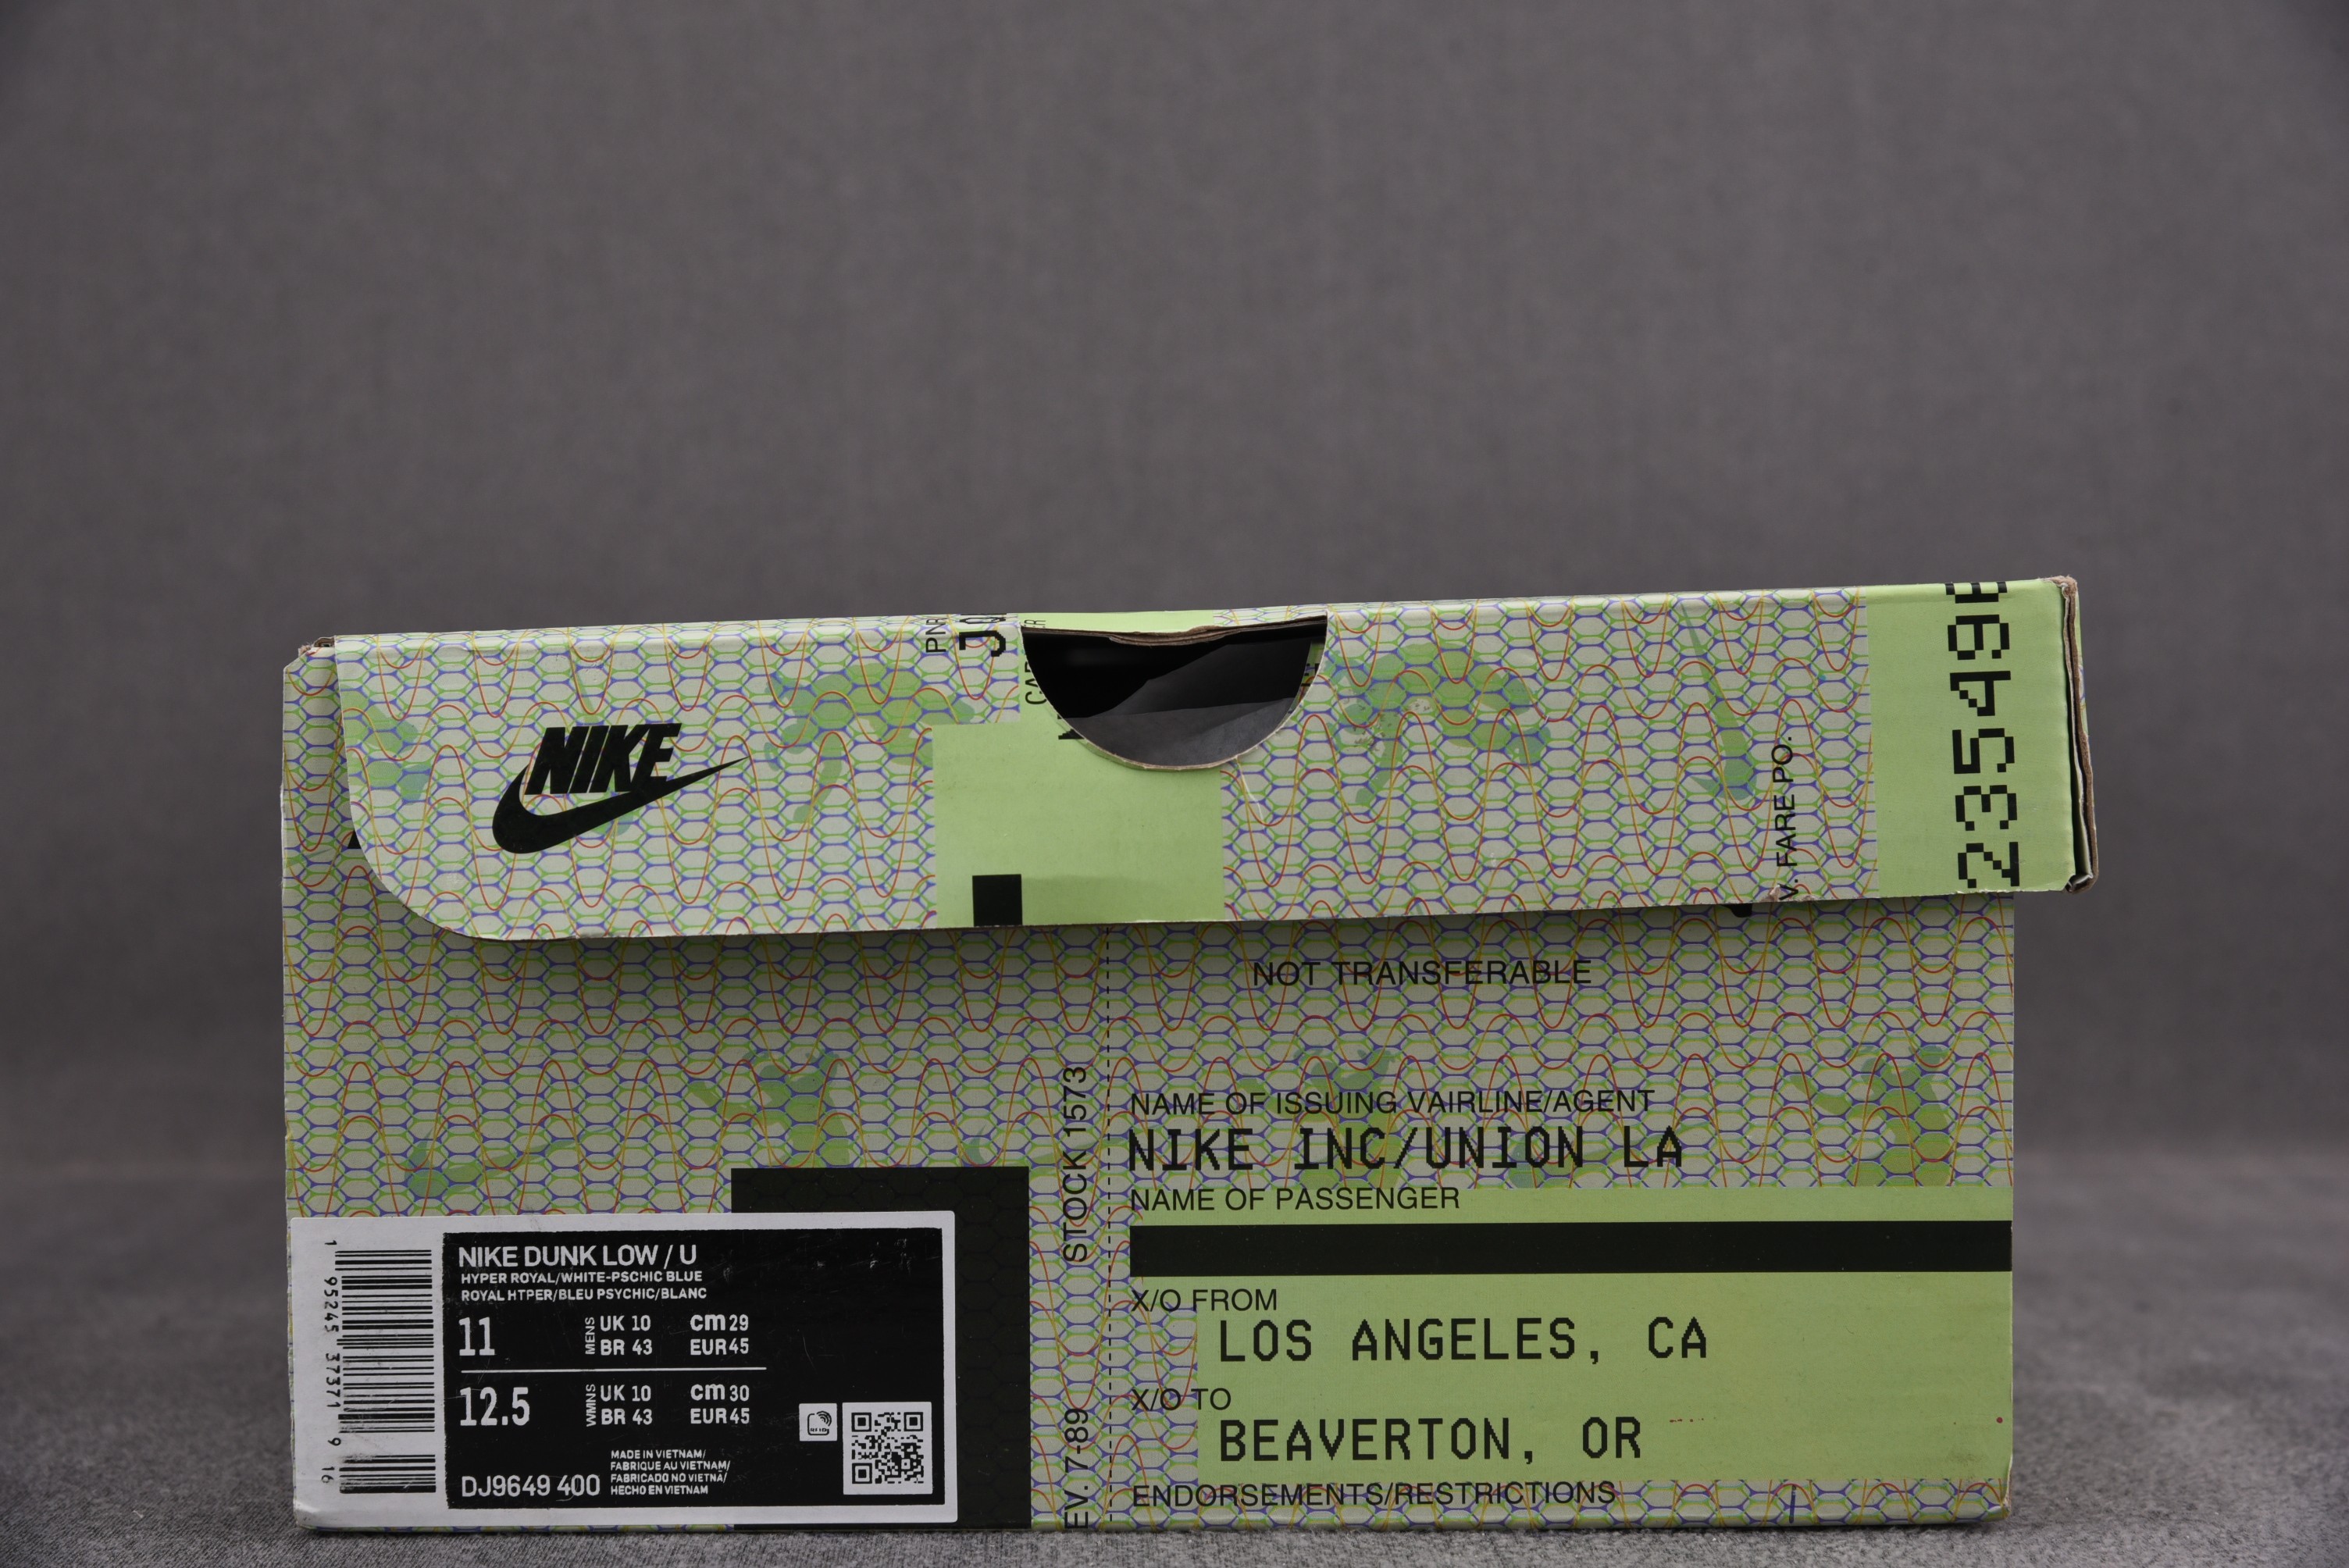 PNR
NIKE
V. FARE PO.
23549
NOT TRANSFERABLE
STOCK 1573
EV. 7-89
NAME OF ISSUING VAIRLINE/AGENT
NIKE INC/UNION LA
NAME OF PASSENGER
X/O FROM
LOS ANGELES, CA
X/O TO
BEAVERTON, OR
ENDORSEMENTS/RESTRICTIONS
1 95245 37371 9 16
NIKE DUNK LOW / U
HYPER ROYAL/WHITE-PSCHIC BLUE
ROYAL HTPER/BLEU PSYCHIC/BLANC
11 MENS UK 10 cm 29
BR 43 EUR 45
12.5 WMNS UK 10 cm 30
BR 43 EUR 45
MADE IN VIETNAM/
FABRIQUE AU VIETNAM/
FABRICADO NO VIETNÃ/
DJ9649 400 HECHO EN VIETNAM